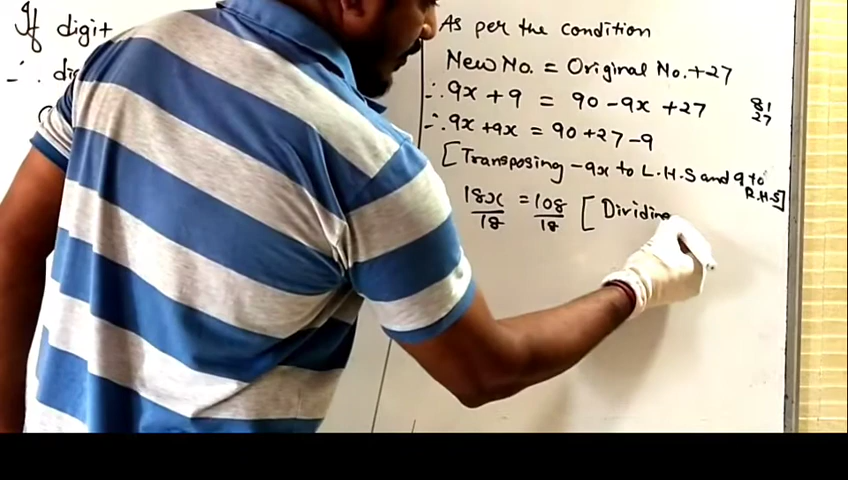 If digit
∴ dig
As per the condition
New No. = Original No. + 27
∴ 9x + 9 = 90 - 9x + 27
81
27
∴ 9x + 9x = 90 + 27 - 9
[Transposing - 9x to L.H.S and 9 to
R.H.S]
18x/18 = 108/18 [Dividing